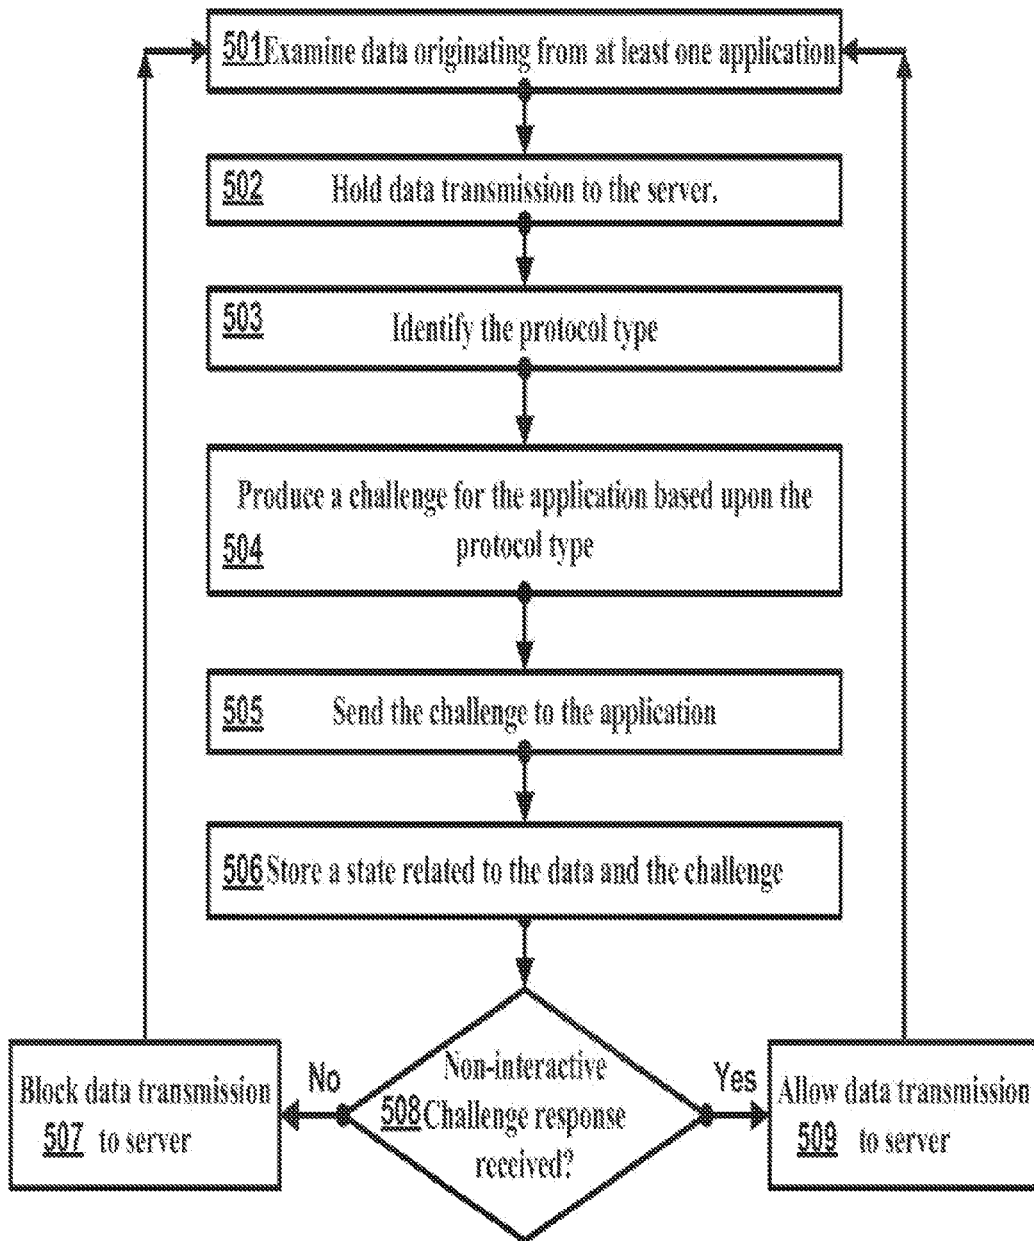 501 Examine data originating from at least one application
502 Hold data transmission to the server.
503 Identify the protocol type
Produce a challenge for the application based upon the
504 protocol type
505 Send the challenge to the application
506 Store a state related to the data and the challenge
Non-interactive
508 Challenge response
received?
No
Yes
Block data transmission
507 to server
Allow data transmission
509 to server